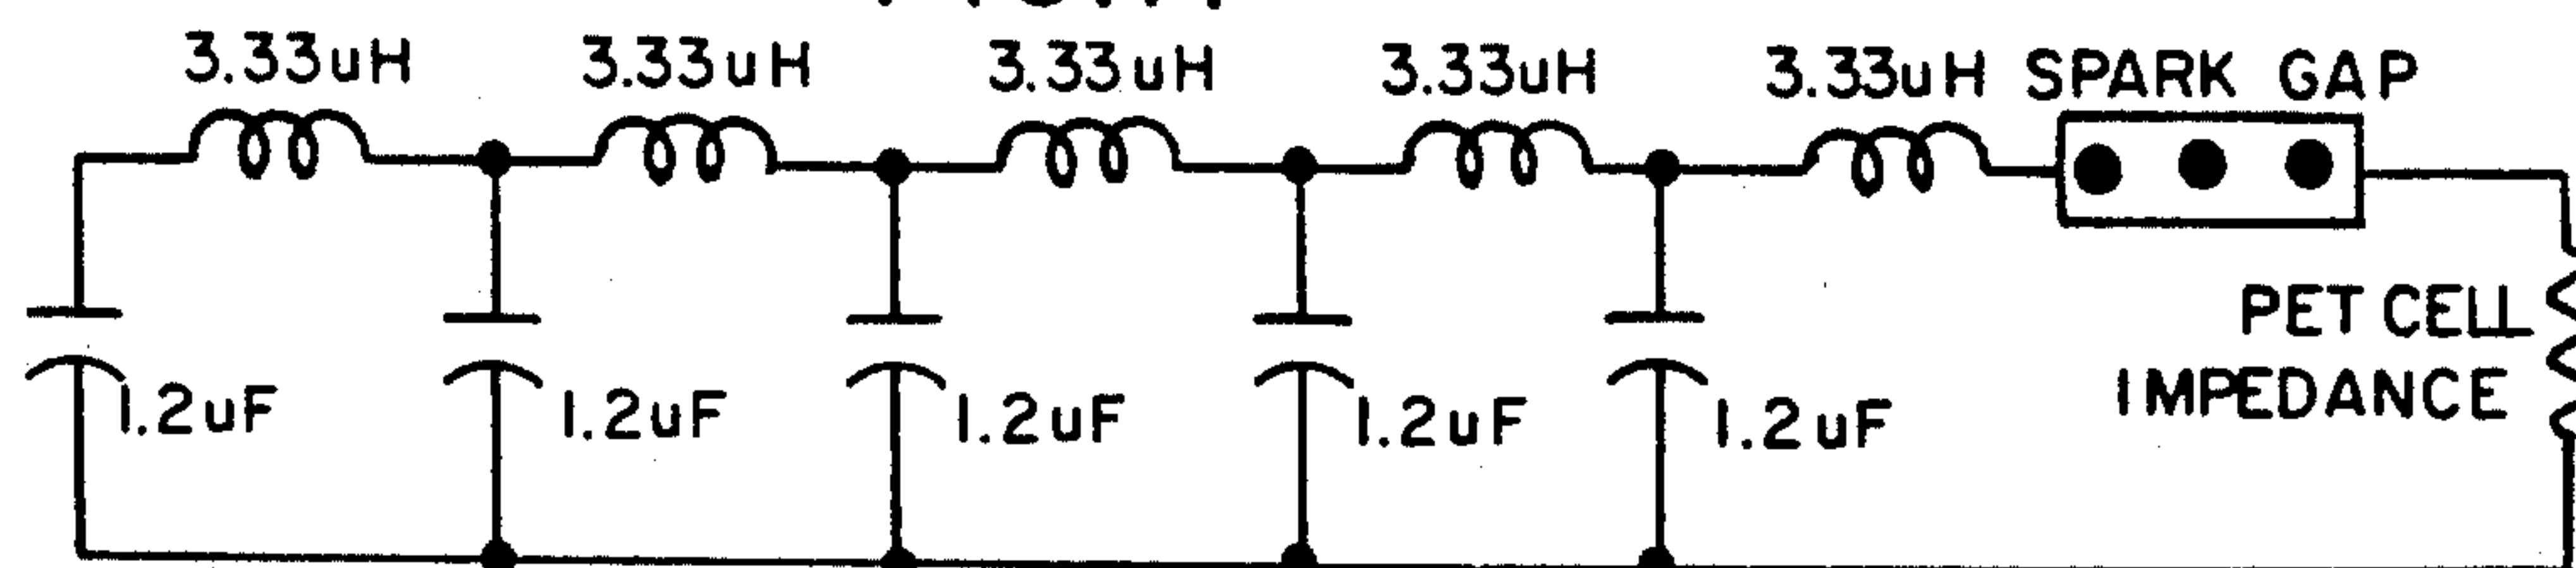 3.33uH 3.33uH 3.33uH 3.33uH 3.33uH SPARK GAP
PET CELL
IMPEDANCE
1.2uF 1.2uF 1.2uF 1.2uF 1.2uF